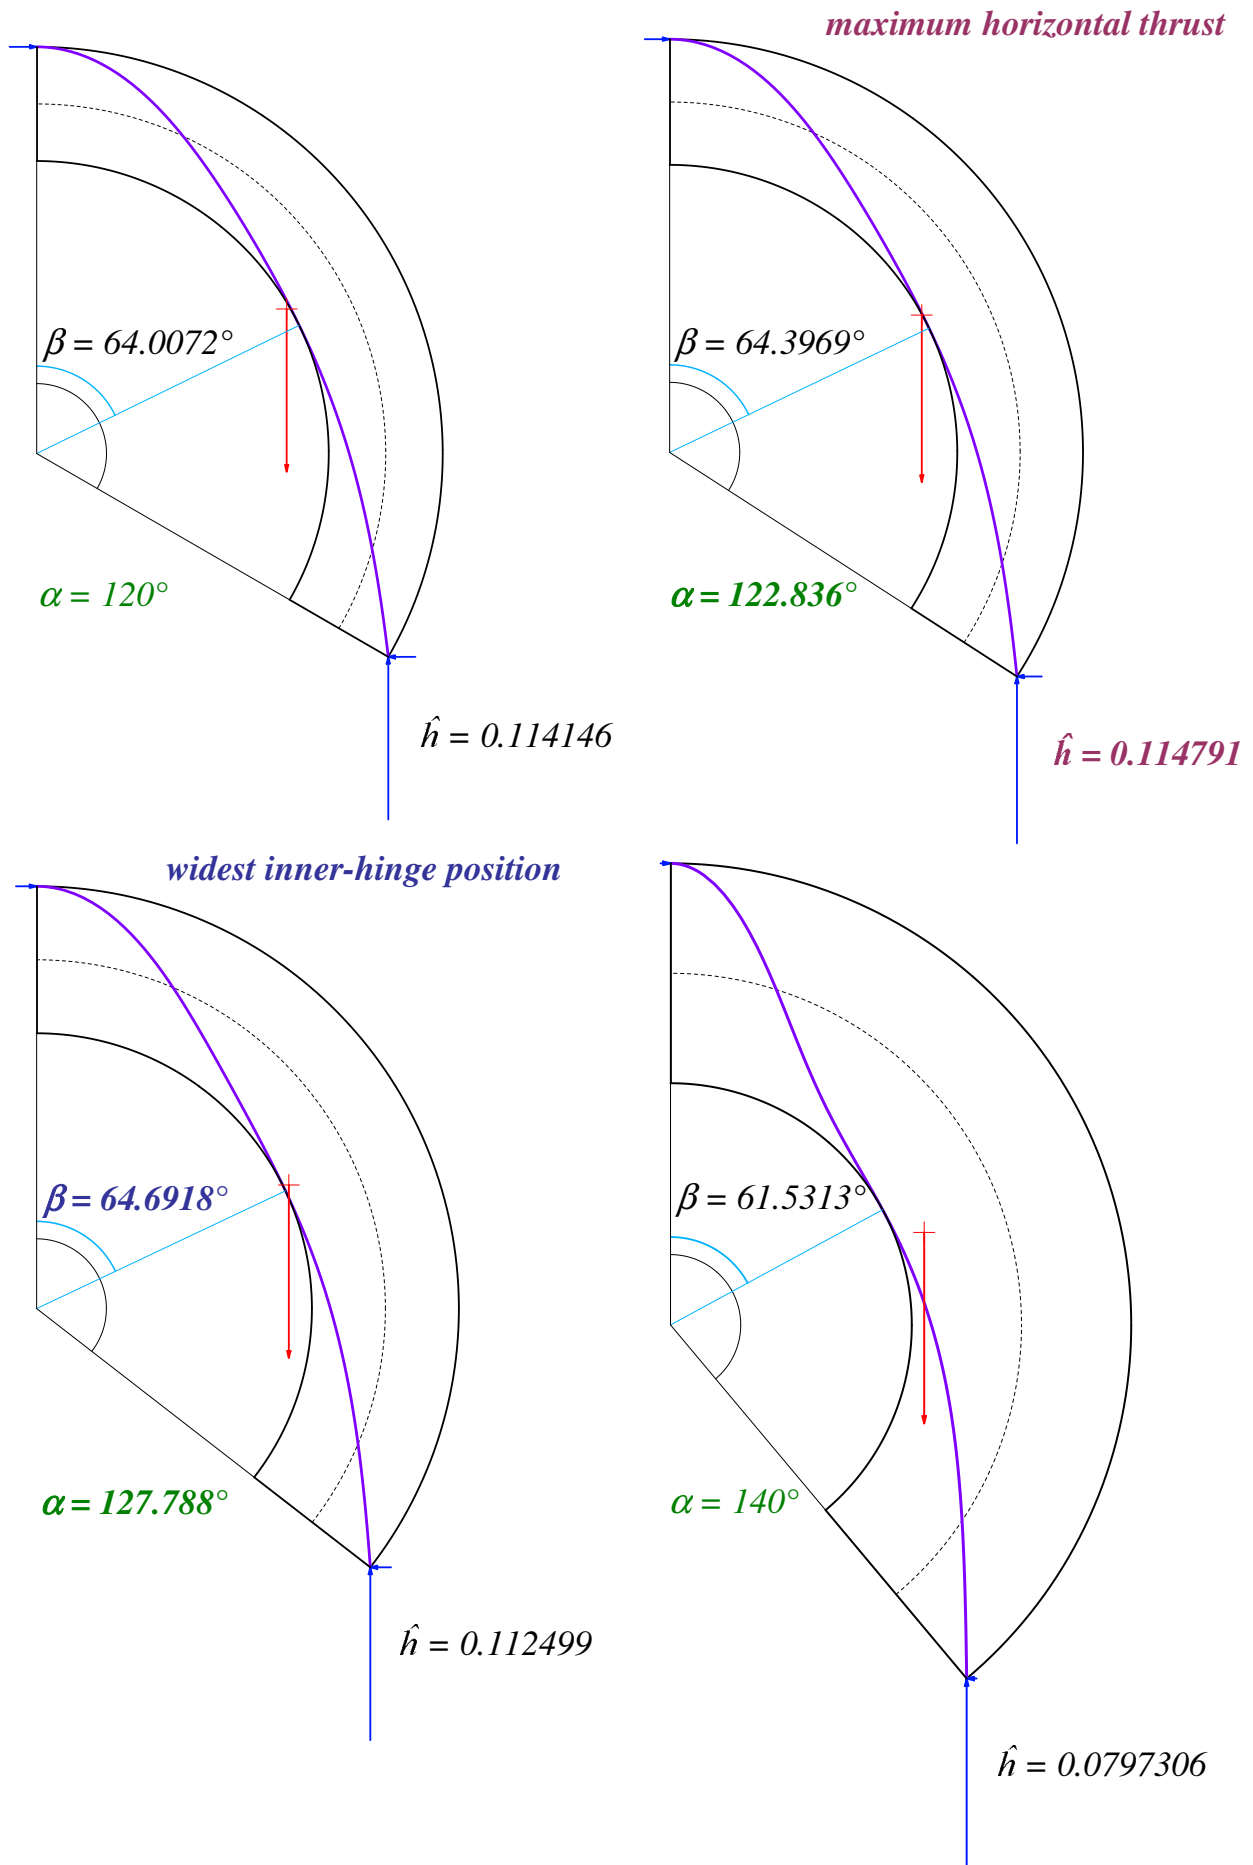 maximum horizontal thrust
β = 64.0072°
β = 64.3969°
α = 120°
α = 122.836°
ĥ = 0.114146
ĥ = 0.114791
widest inner-hinge position
β = 64.6918°
β = 61.5313°
α = 127.788°
α = 140°
ĥ = 0.112499
ĥ = 0.0797306